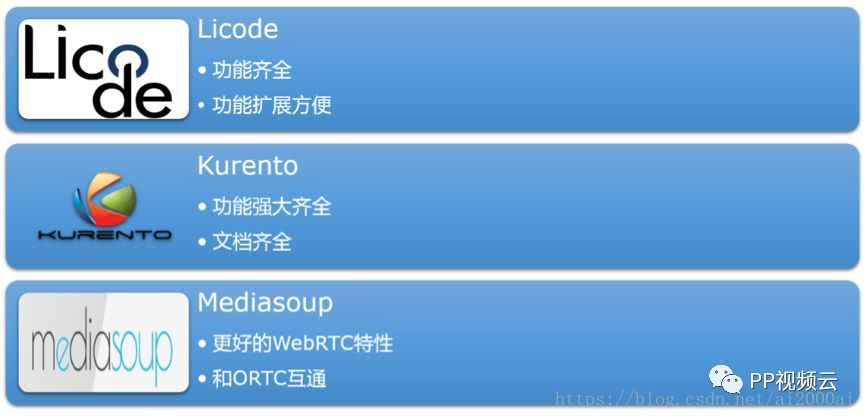 Licode
Licode
• 功能齐全
• 功能扩展方便
KURENTO
Kurento
• 功能强大齐全
• 文档齐全
mediasoup
Mediasoup
• 更好的WebRTC特性
• 和ORTC互通
PP视频云
https://blog.csdn.net/ai2000ai